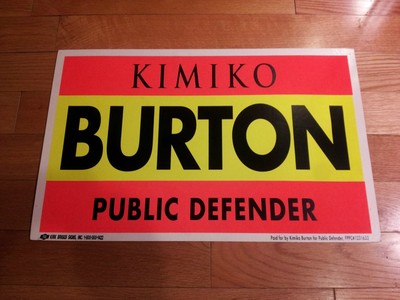 KIMIKO
BURTON
PUBLIC DEFENDER
Paid for by Kimiko Burton for Public Defender,